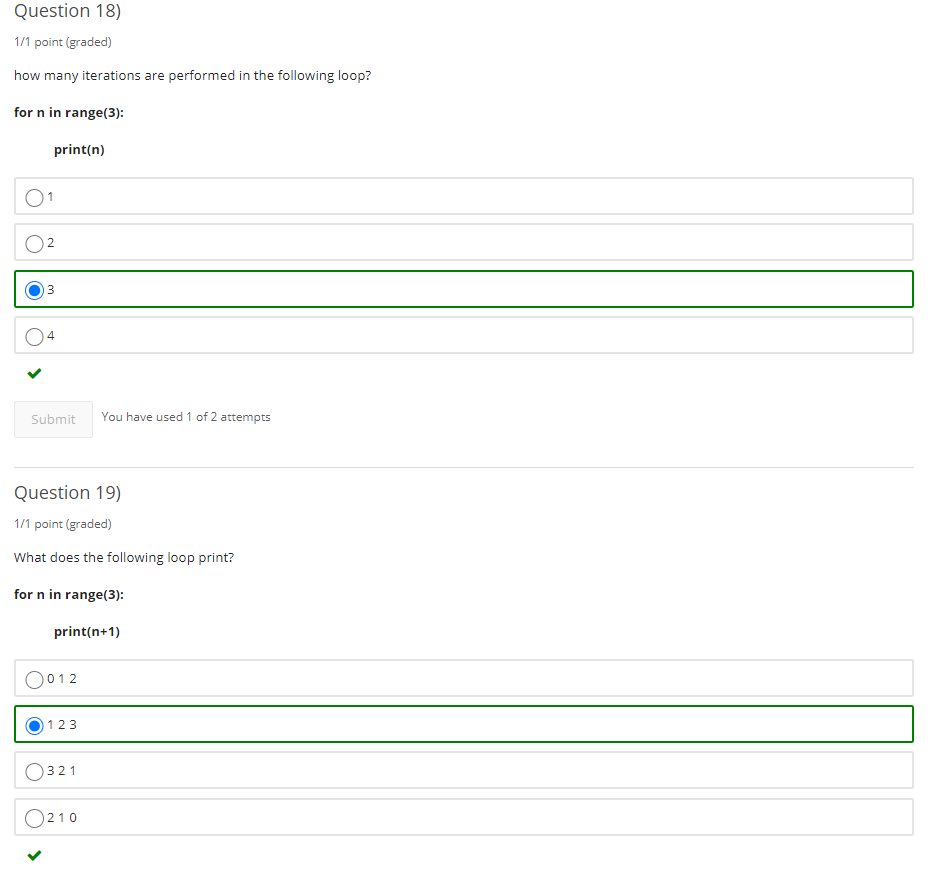 Question 18)
1/1 point (graded)
how many iterations are performed in the following loop?
for n in range(3):
print(n)
1
2
3
4
Submit You have used 1 of 2 attempts
Question 19)
1/1 point (graded)
What does the following loop print?
for n in range(3):
print(n+1)
0 1 2
1 2 3
3 2 1
2 1 0